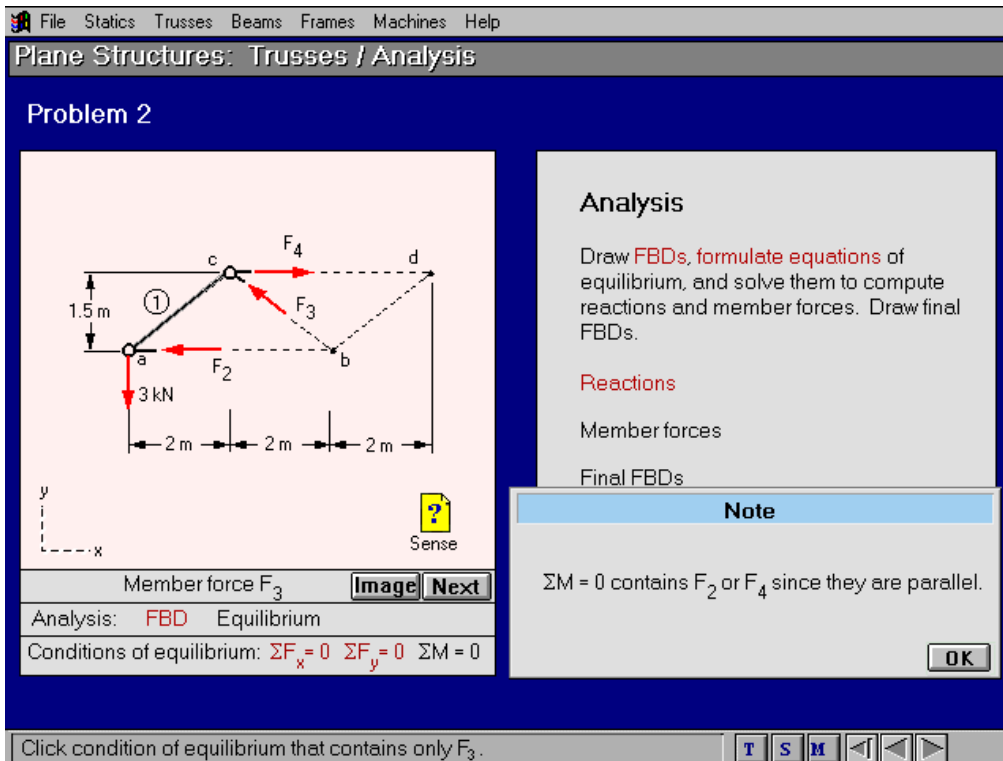 File Statics Trusses Beams Frames Machines Help
Plane Structures: Trusses / Analysis
Problem 2
c
F4
d
1.5 m
1
F3
a
F2
b
3 kN
2 m 2 m 2 m
y
x
?
Sense
Member force F3 Image Next
Analysis: FBD Equilibrium
Conditions of equilibrium: ΣFx = 0 ΣFy = 0 ΣM = 0
Analysis
Draw FBDs, formulate equations of
equilibrium, and solve them to compute
reactions and member forces. Draw final
FBDs.
Reactions
Member forces
Final FBDs
Note
ΣM = 0 contains F2 or F4 since they are parallel.
OK
Click condition of equilibrium that contains only F3.
T S M